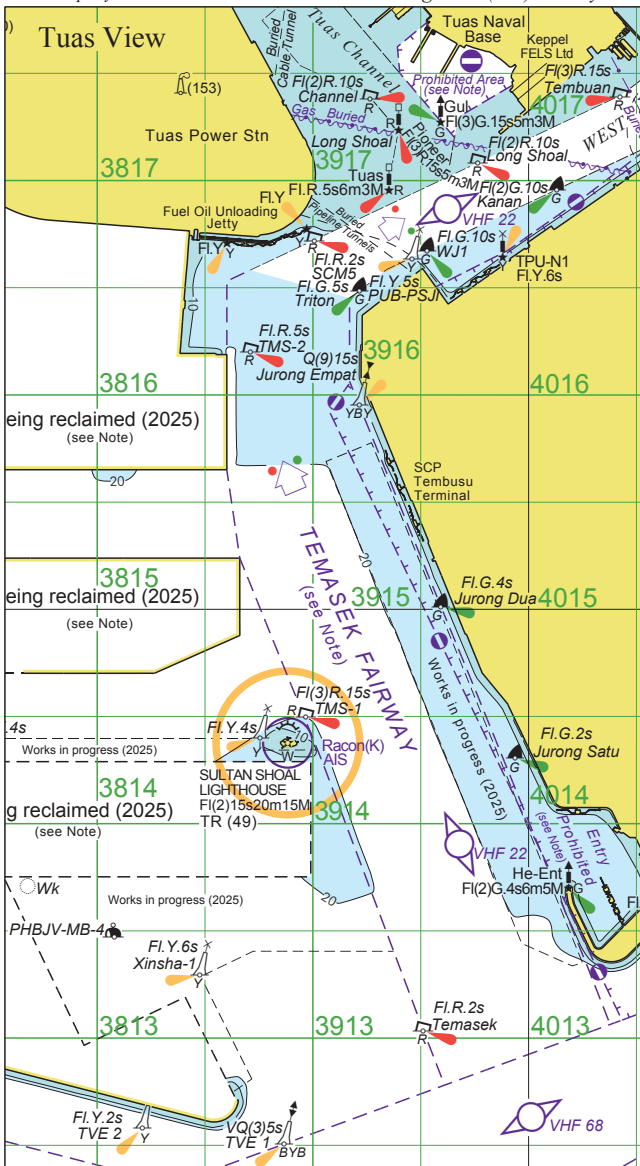 Tuas View
Tuas Naval
Base
Keppel
FELS Ltd
Buried
Cable Tunnel
Tuas Channel
Prohibited Area
(see Note)
Fl(3)R.15s
Tembuan
4017
Fl(2)R.10s
Channel
R
(153)
Gas
Buried
Gul
Fl(3)G.15s5m3M
G
Tuas Power Stn
Long Shoal
R
Pioneer
Fl(3)R15s5m3M
Fl(2)R.10s
Long Shoal
R
WEST
3817
3917
Tuas
Fl.R.5s6m3M
R
Fl(2)G.10s
Kanan
G
VHF 22
Fl.Y
Fuel Oil Unloading
Jetty
Buried
Pipeline Tunnels
Fl.Y
Y
Y
R
Fl.R.2s
SCM5
Fl.G.10s
WJ1
G
Y
TPU-N1
Fl.Y.6s
Y
Fl.G.5s
Triton
G
Fl.Y.5s
PUB-PSJI
10
Fl.R.5s
TMS-2
R
Q(9)15s
Jurong Empat
3916
YBY
3816
4016
eing reclaimed (2025)
(see Note)
20
SCP
Tembusu
Terminal
TEMASEK FAIRWAY
(see Note)
20
3815
3915
4015
eing reclaimed (2025)
(see Note)
Fl.G.4s
Jurong Dua
G
Works in progress (2025)
Fl(3)R.15s
TMS-1
R
.4s
Fl.Y.4s
Y
10
W
Racon(K)
AIS
Works in progress (2025)
Fl.G.2s
Jurong Satu
G
3814
SULTAN SHOAL
LIGHTHOUSE
Fl(2)15s20m15M
TR (49)
3914
4014
g reclaimed (2025)
(see Note)
VHF 22
Entry
Prohibited
(see Note)
He-Ent
Fl(2)G.4s6m5M
G
Fl
20
Wk
Works in progress (2025)
PHBJV-MB-4
Fl.Y.6s
Xinsha-1
Y
Fl.R.2s
Temasek
R
3813
3913
4013
Fl.Y.2s
TVE 2
Y
VQ(3)5s
TVE 1
BYB
VHF 68